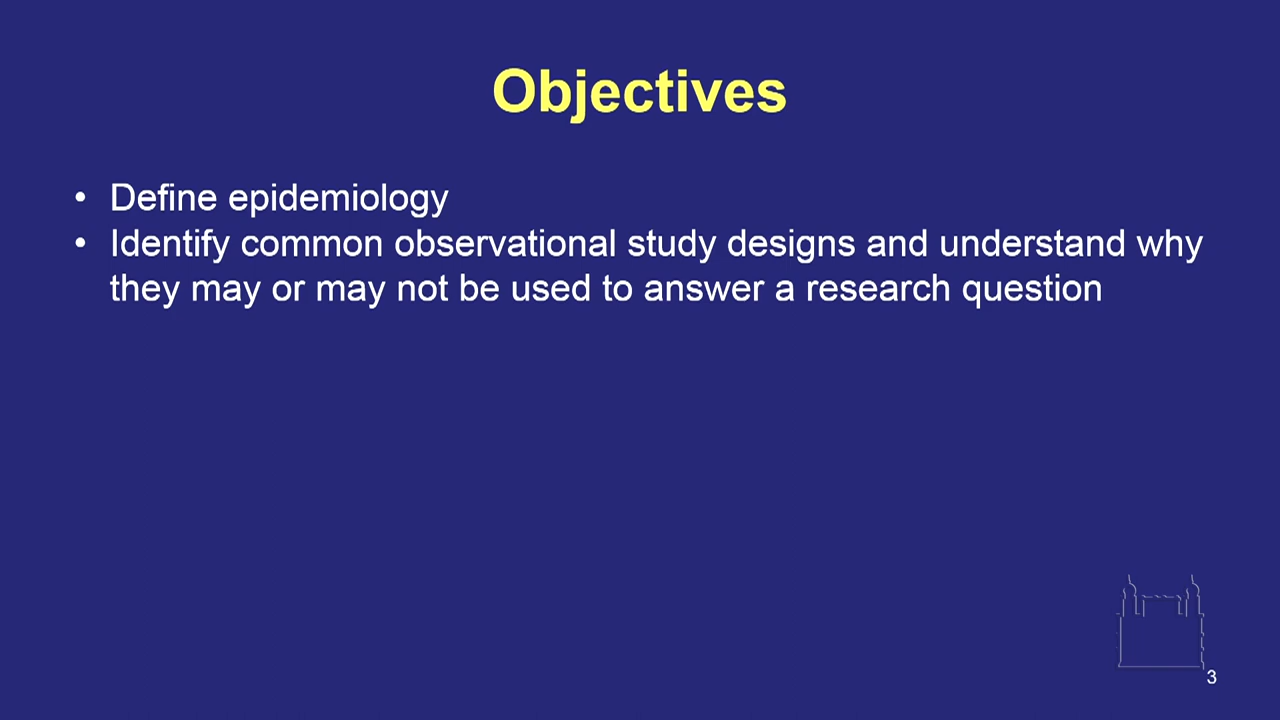 Objectives
• Define epidemiology
• Identify common observational study designs and understand why
they may or may not be used to answer a research question
3